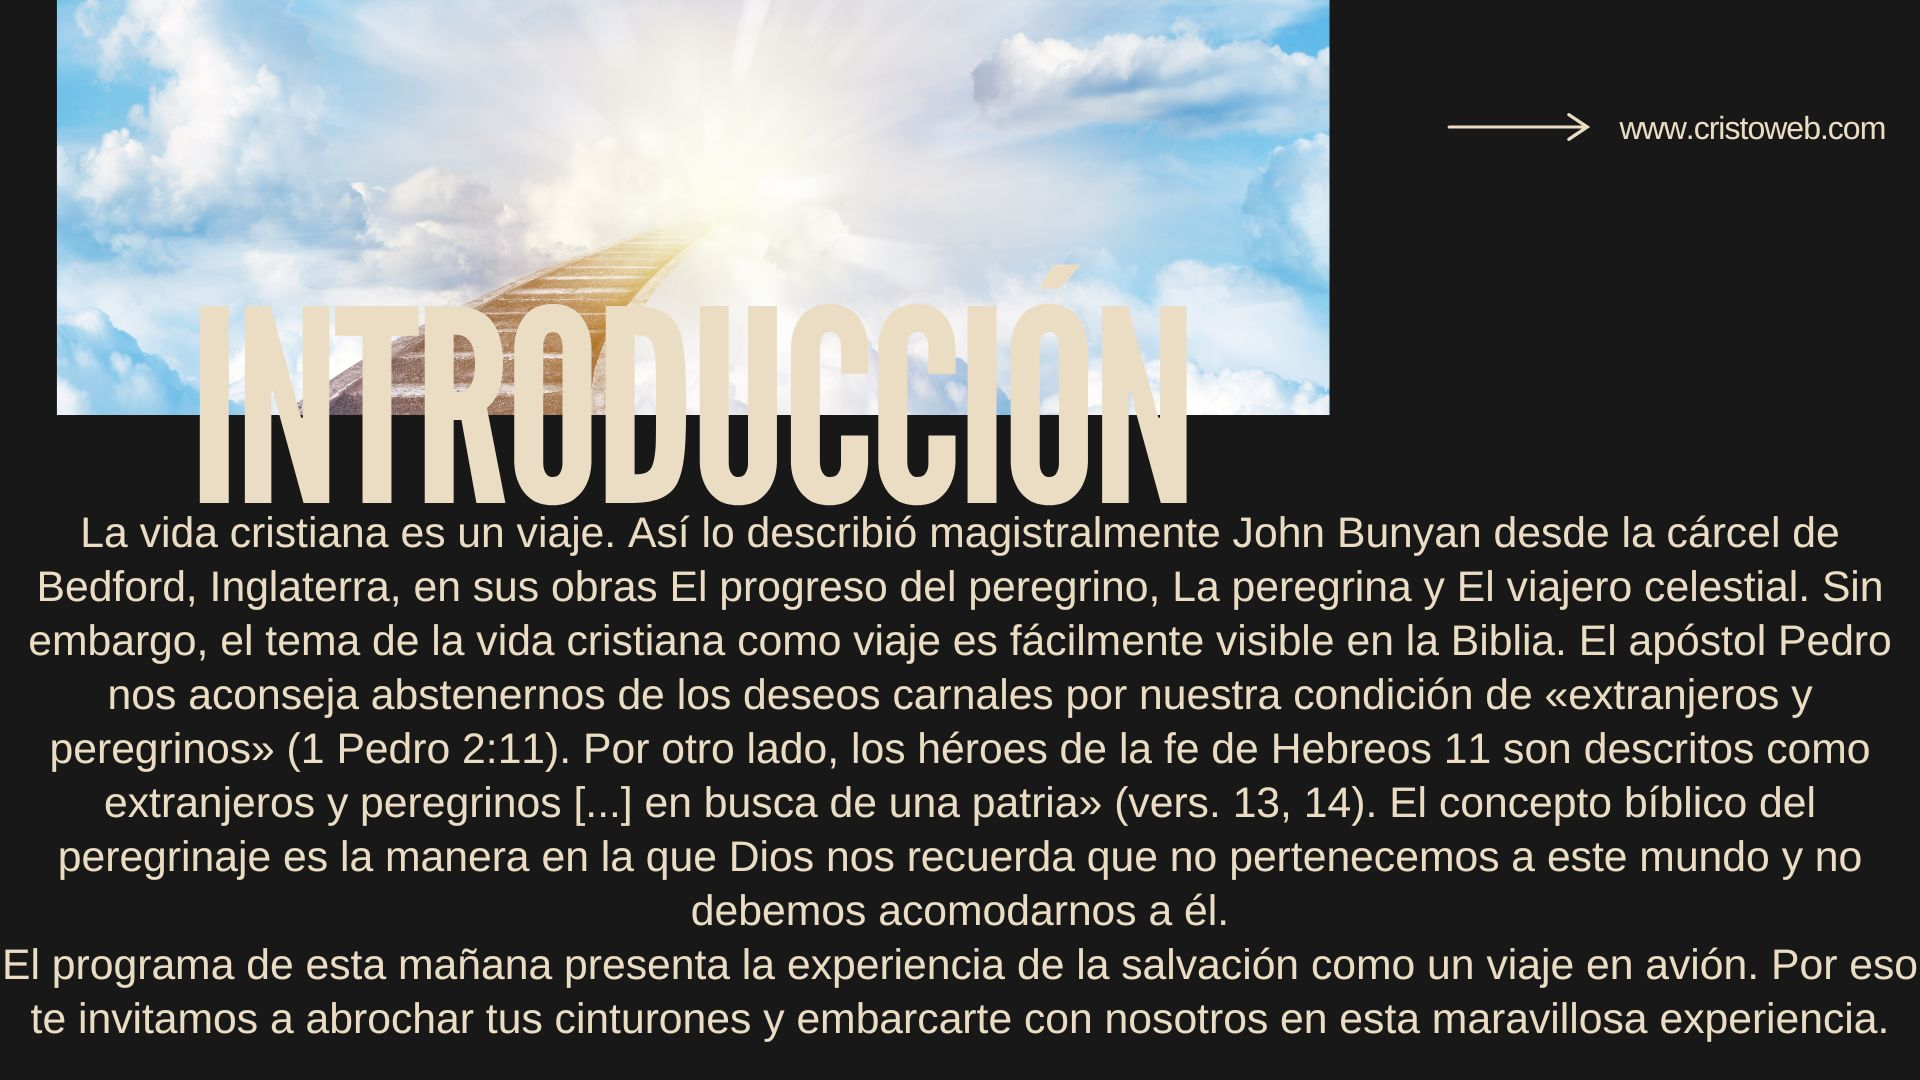 www.cristoweb.com
INTRODUCCIÓN
La vida cristiana es un viaje. Así lo describió magistralmente John Bunyan desde la cárcel de
Bedford, Inglaterra, en sus obras El progreso del peregrino, La peregrina y El viajero celestial. Sin
embargo, el tema de la vida cristiana como viaje es fácilmente visible en la Biblia. El apóstol Pedro
nos aconseja abstenernos de los deseos carnales por nuestra condición de «extranjeros y
peregrinos» (1 Pedro 2:11). Por otro lado, los héroes de la fe de Hebreos 11 son descritos como
extranjeros y peregrinos [...] en busca de una patria» (vers. 13, 14). El concepto bíblico del
peregrinaje es la manera en la que Dios nos recuerda que no pertenecemos a este mundo y no
debemos acomodarnos a él.
El programa de esta mañana presenta la experiencia de la salvación como un viaje en avión. Por eso
te invitamos a abrochar tus cinturones y embarcarte con nosotros en esta maravillosa experiencia.